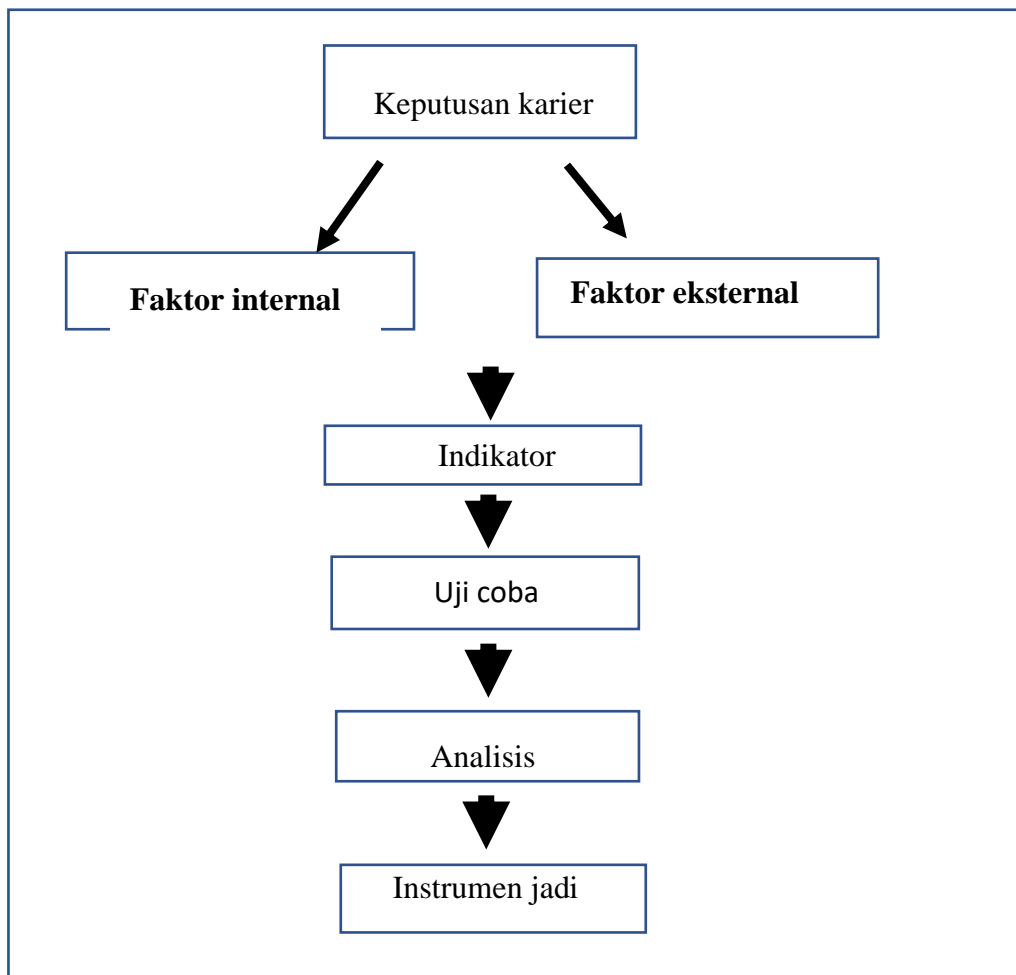 Keputusan karier
Faktor internal
Faktor eksternal
Indikator
Uji coba
Analisis
Instrumen jadi